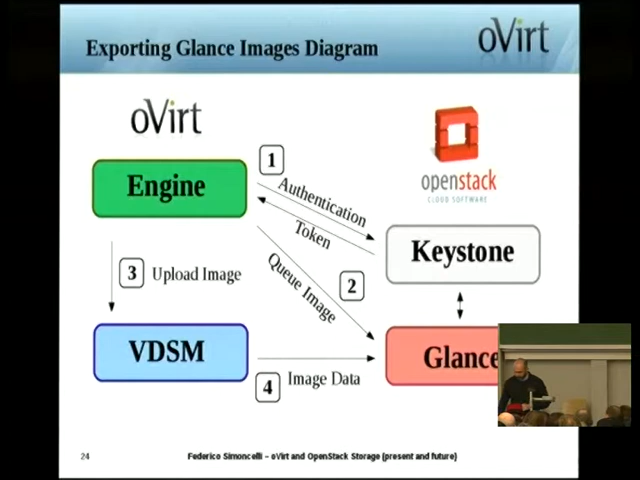 Exporting Glance Images Diagram
oVirt
oVirt
openstack
CLOUD SOFTWARE
1
Engine
Authentication
Token
Keystone
Queue Image
2
3
Upload Image
VDSM
Glance
4
Image Data
24
Federico Simoncelli – oVirt and OpenStack Storage (present and future)